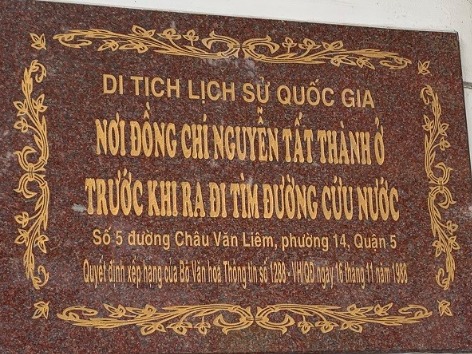 DI TÍCH LỊCH SỬ QUỐC GIA
NƠI ĐỒNG CHÍ NGUYỄN TẤT THÀNH Ở
TRƯỚC KHI RA ĐI TÌM ĐƯỜNG CỨU NƯỚC
Số 5 đường Châu Văn Liêm, phường 14, Quận 5
Quyết định xếp hạng của Bộ Văn hoá Thông tin số 1288 - VH/QĐ ngày 16 tháng 11 năm 1988